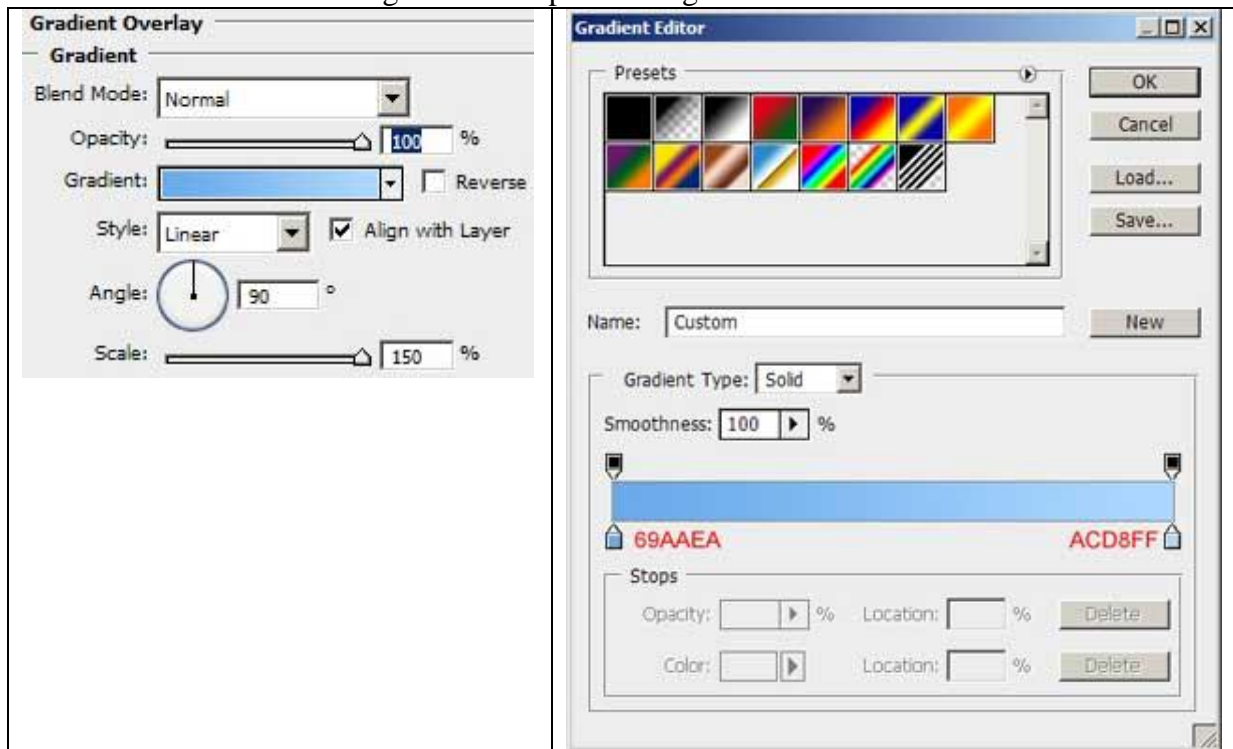 Gradient Overlay
Gradient
Blend Mode: Normal
Opacity: 100 %
Gradient: Reverse
Style: Linear Align with Layer
Angle: 90 °
Scale: 150 %
Gradient Editor
Presets
OK
Cancel
Load...
Save...
Name: Custom New
Gradient Type: Solid
Smoothness: 100 %
69AAEA ACD8FF
Stops
Opacity: % Location: % Delete
Color: Location: % Delete